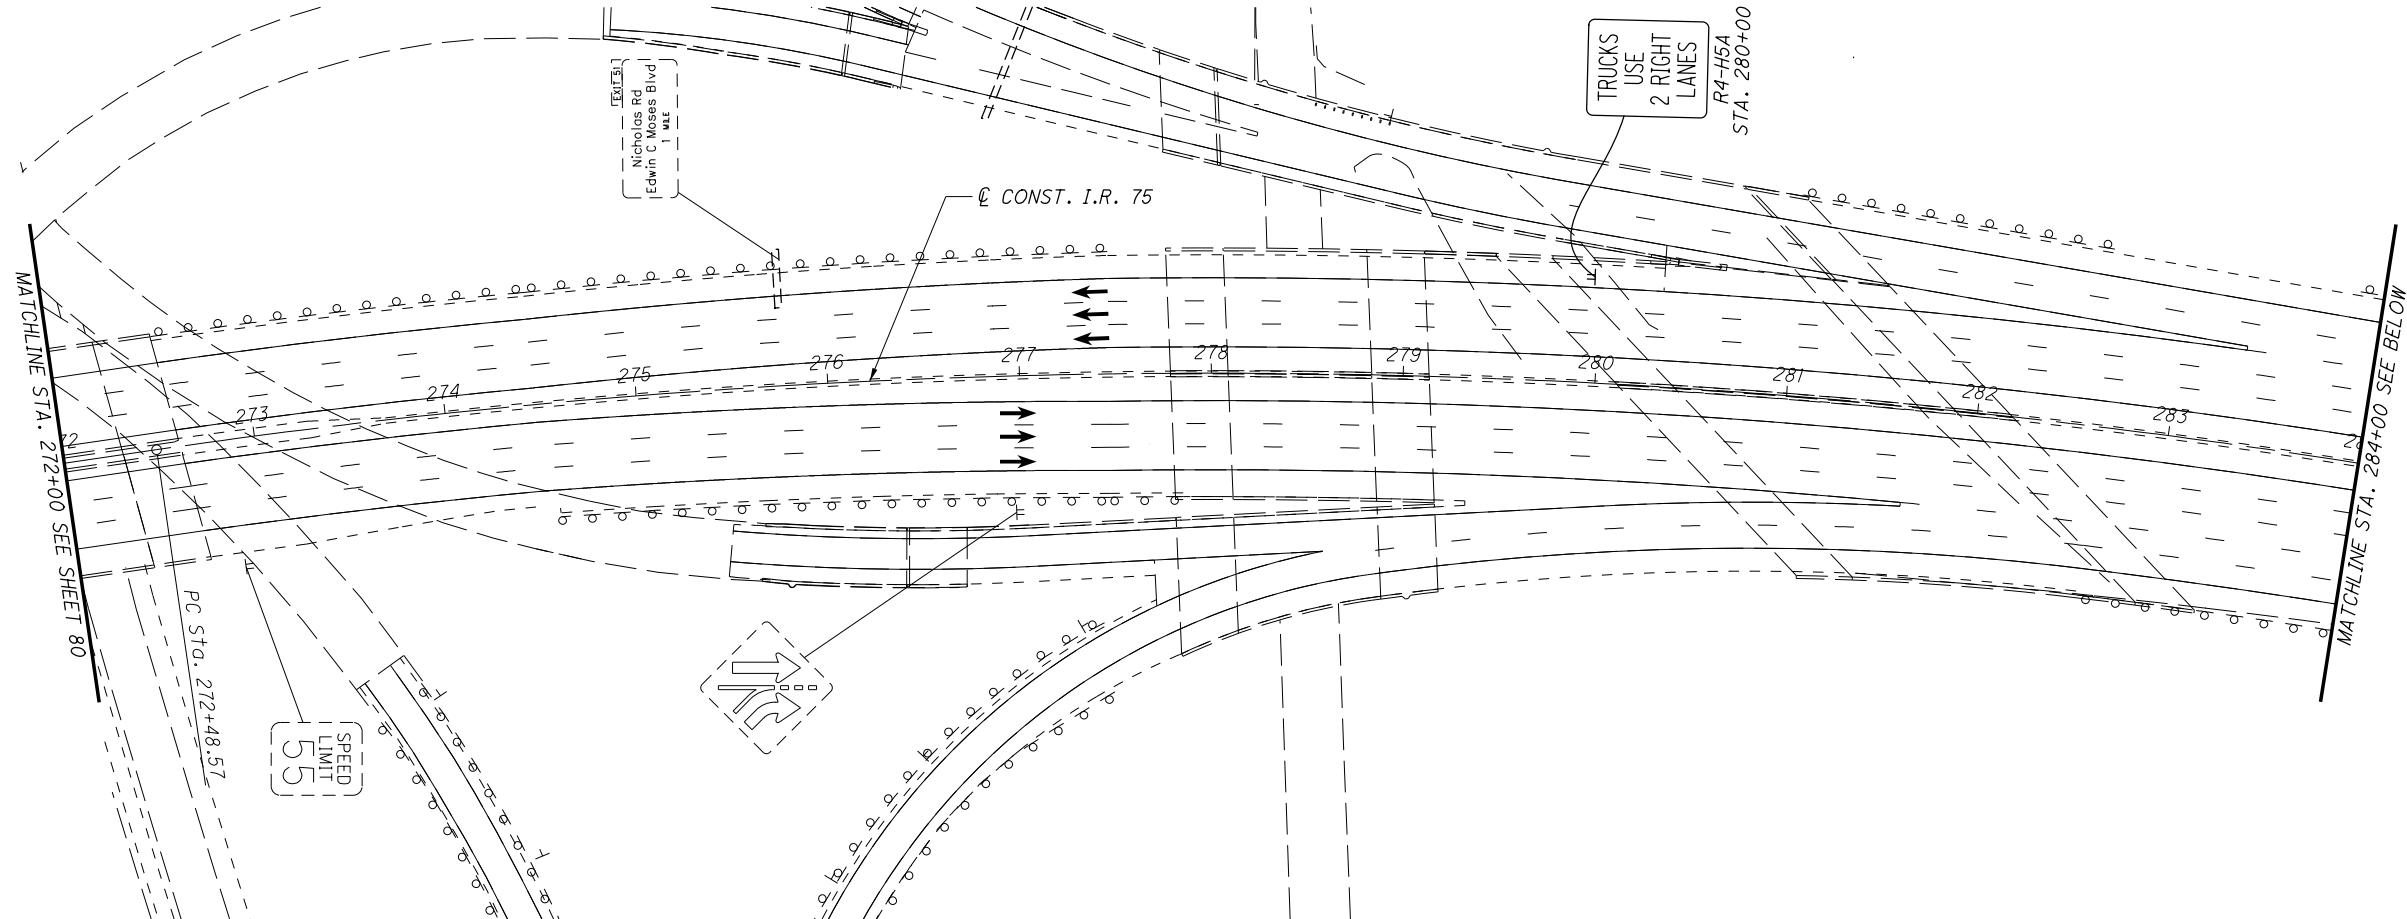 EXIT 51
Nicholas Rd
Edwin C Moses Blvd
1 MILE
TRUCKS
USE
2 RIGHT
LANES
R4-H5A
STA. 280+00
℄ CONST. I.R. 75
MATCHLINE STA. 272+00 SEE SHEET 80
72
273
274
275
276
277
278
279
280
281
282
283
28
MATCHLINE STA. 284+00 SEE BELOW
PC Sta. 272+48.57
SPEED
LIMIT
55